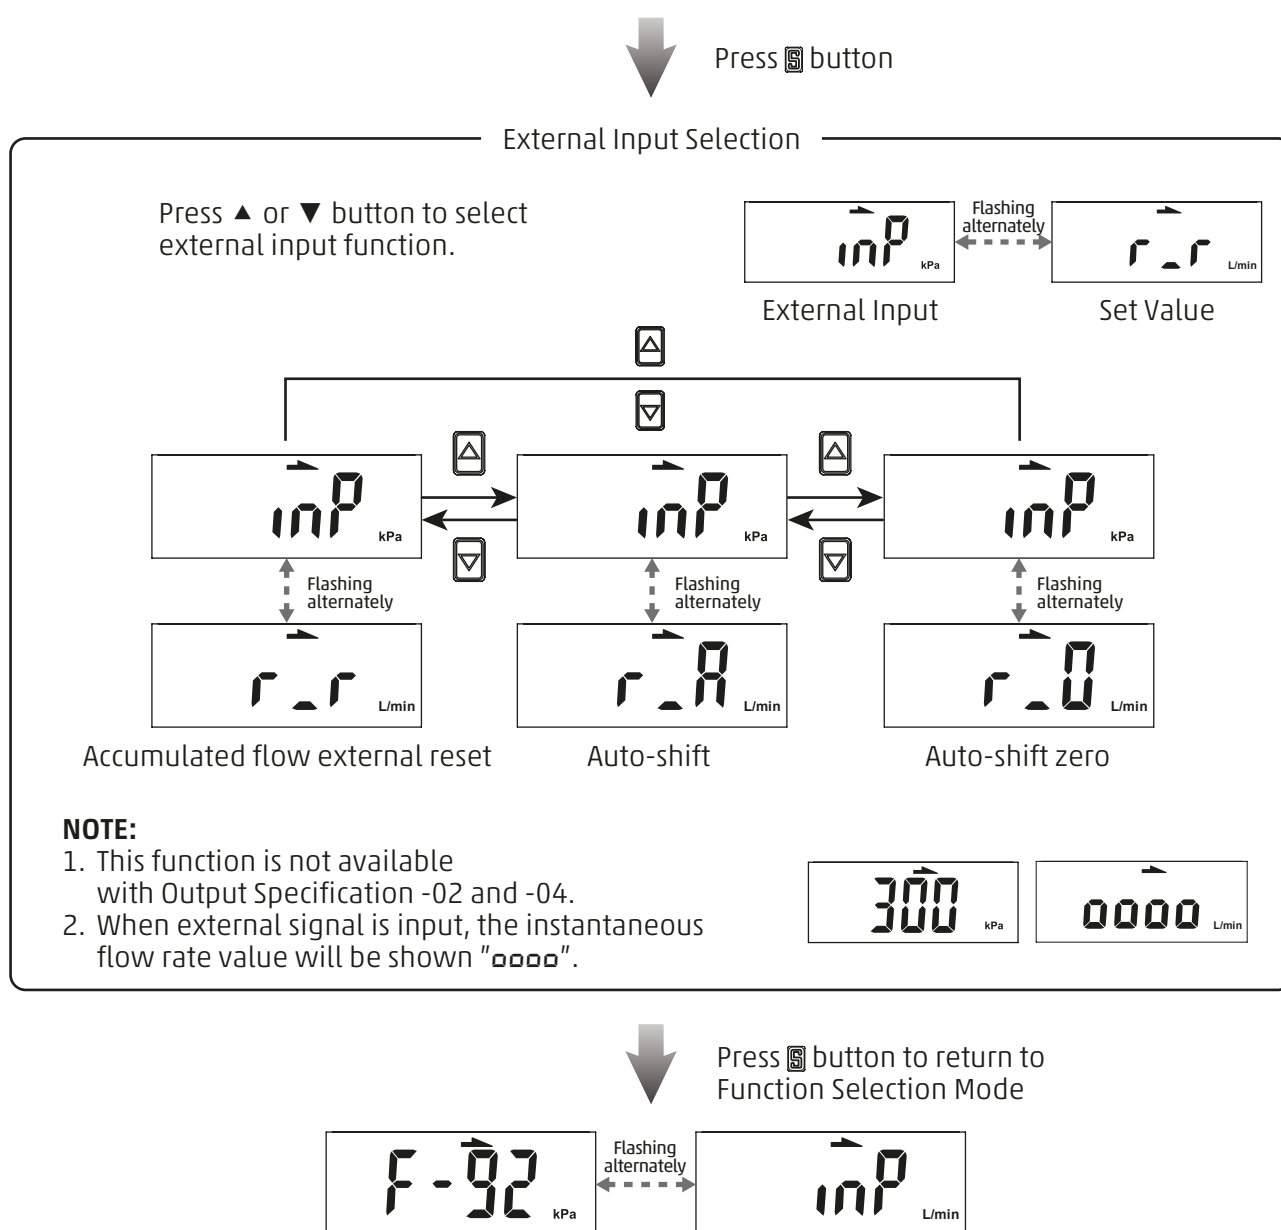 Press S button
External Input Selection
Press ▲ or ▼ button to select
external input function.
inP kPa
Flashing
alternately
r_r L/min
External Input
Set Value
inP kPa
inP kPa
inP kPa
Flashing
alternately
Flashing
alternately
Flashing
alternately
r_r L/min
r_A L/min
r_0 L/min
Accumulated flow external reset
Auto-shift
Auto-shift zero
NOTE:
1. This function is not available
with Output Specification -02 and -04.
2. When external signal is input, the instantaneous
flow rate value will be shown "oooo".
300 kPa
oooo L/min
Press S button to return to
Function Selection Mode
F-92 kPa
Flashing
alternately
inP L/min